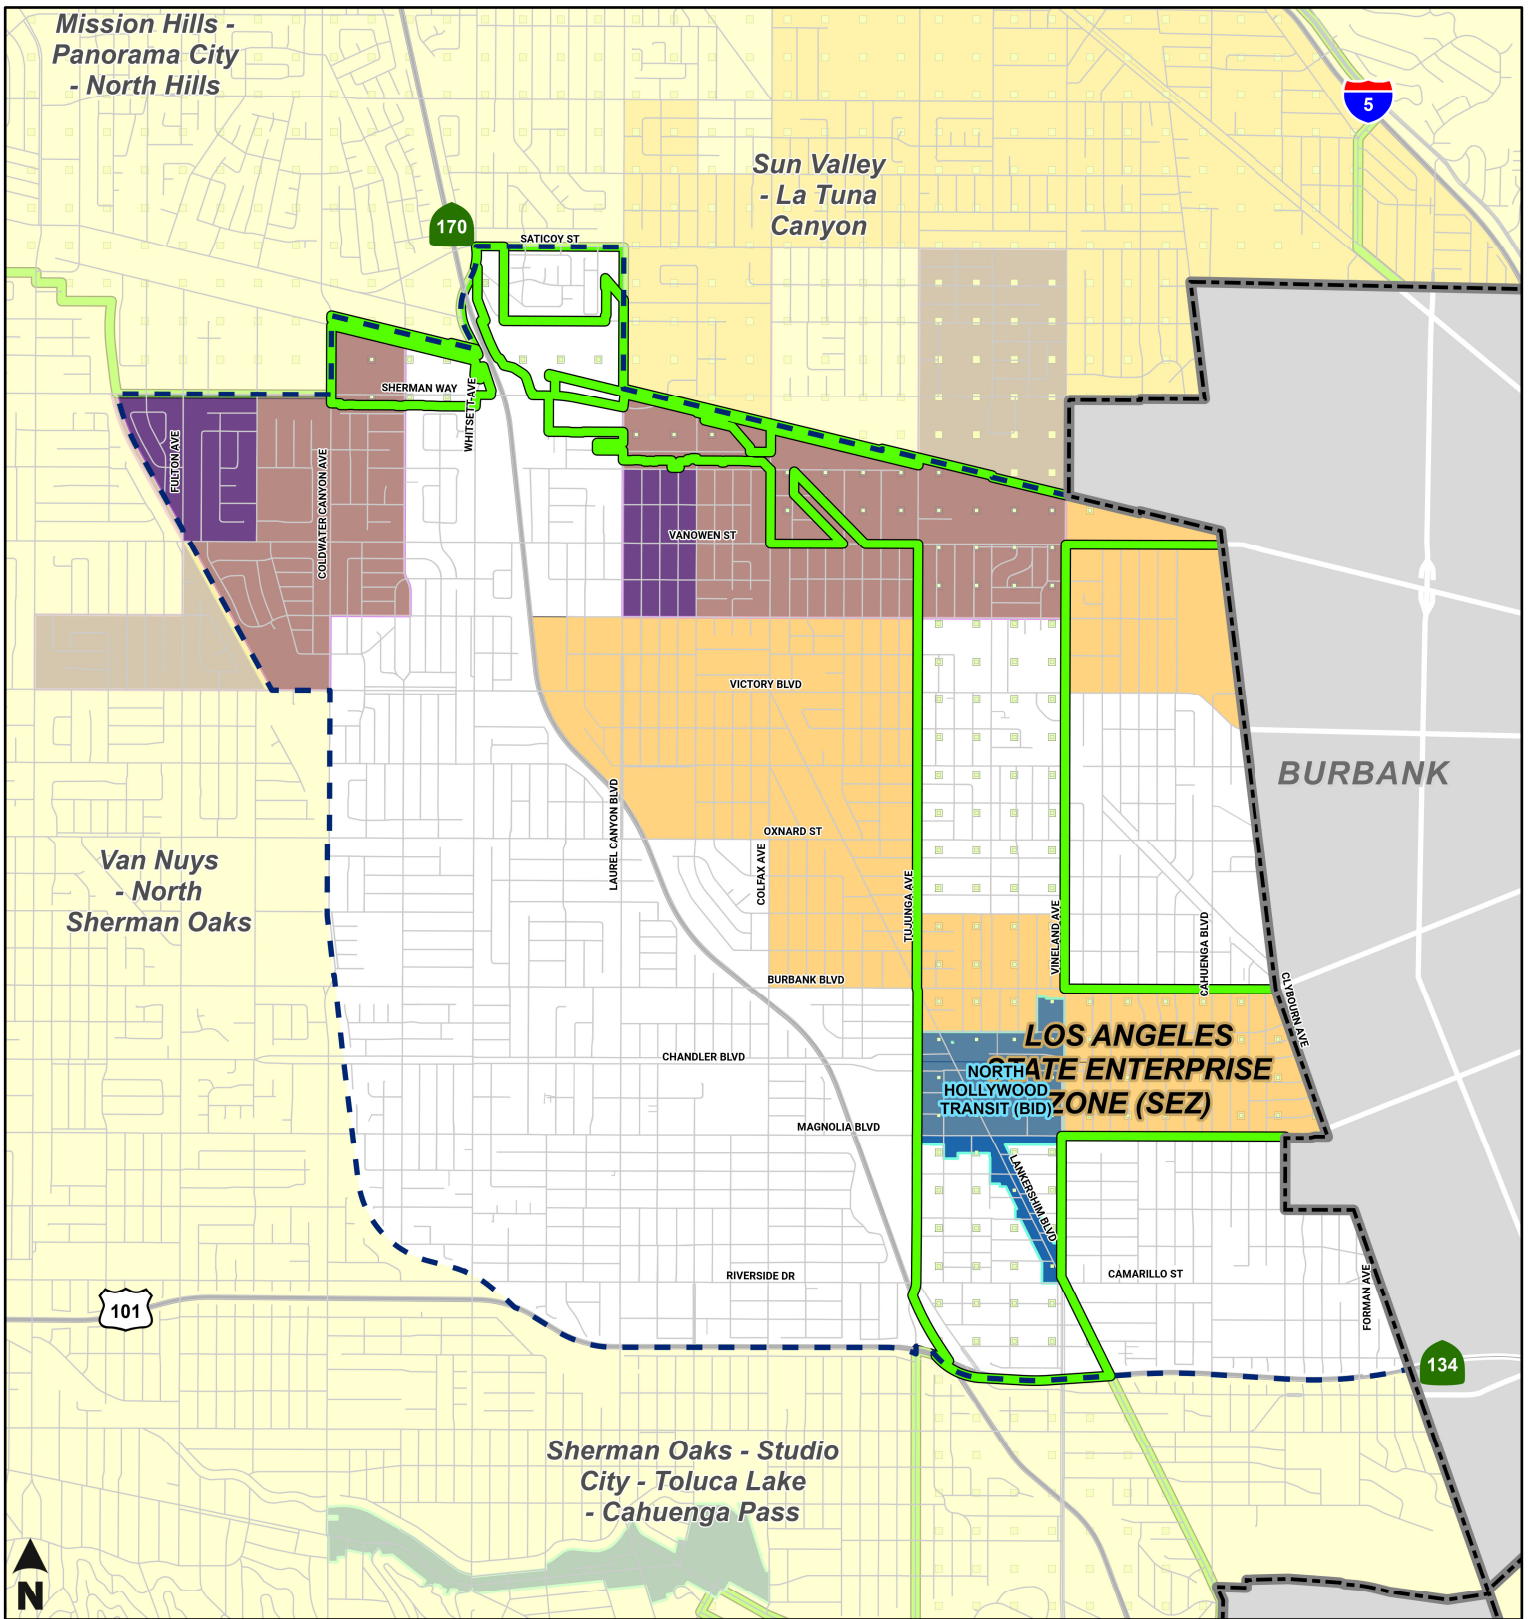 Mission Hills -
Panorama City
- North Hills
5
Sun Valley
- La Tuna
Canyon
170
SATICOY ST
SHERMAN WAY
WHITSETT AVE
FULTON AVE
COLDWATER CANYON AVE
VANOWEN ST
VICTORY BLVD
BURBANK
LAUREL CANYON BLVD
OXNARD ST
COLFAX AVE
Van Nuys
- North
Sherman Oaks
TUJUNGA AVE
VINELAND AVE
CAHUENGA BLVD
BURBANK BLVD
CLYBOURN AVE
LOS ANGELES
STATE ENTERPRISE
ZONE (SEZ)
CHANDLER BLVD
NORTH
HOLLYWOOD
TRANSIT (BID)
MAGNOLIA BLVD
LANKERSHIM BLVD
RIVERSIDE DR
CAMARILLO ST
FORMAN AVE
101
134
Sherman Oaks - Studio
City - Toluca Lake
- Cahuenga Pass
N